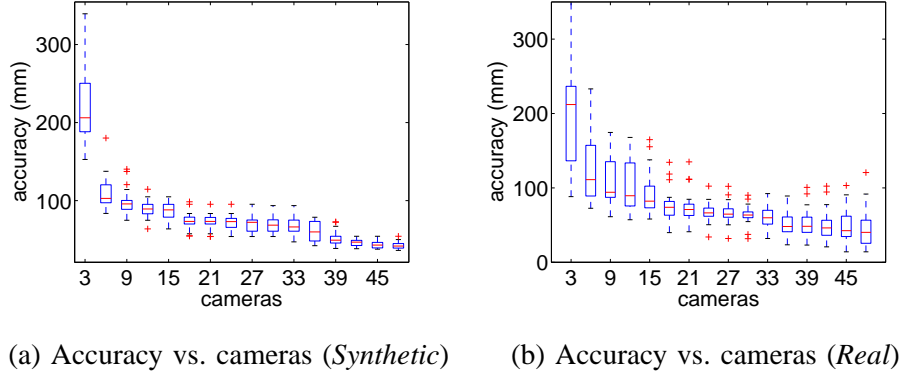 300
200
100
accuracy (mm)
3 9 15 21 27 33 39 45
cameras
(a) Accuracy vs. cameras (Synthetic)
300
200
100
0
accuracy (mm)
3 9 15 21 27 33 39 45
cameras
(b) Accuracy vs. cameras (Real)